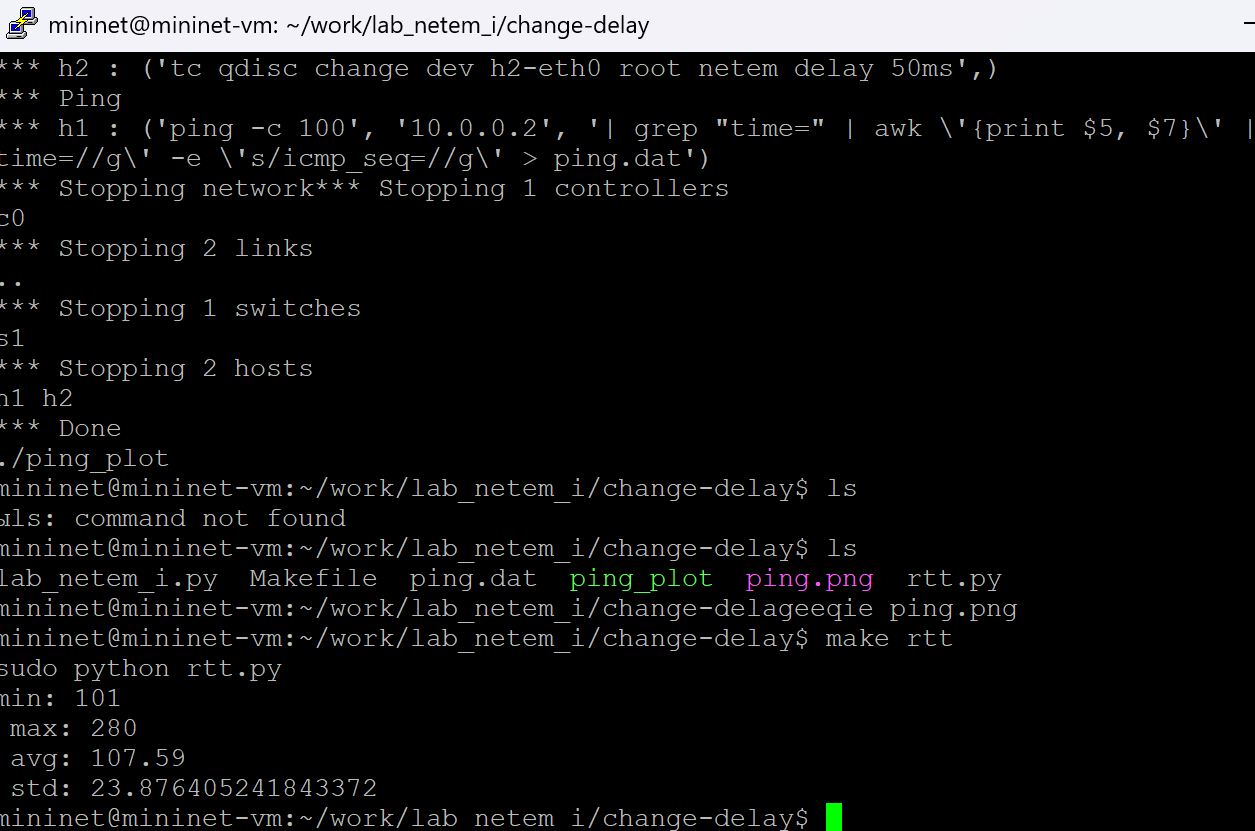 mininet@mininet-vm: ~/work/lab_netem_i/change-delay
*** h2 : ('tc qdisc change dev h2-eth0 root netem delay 50ms',)
*** Ping
*** h1 : ('ping -c 100', '10.0.0.2', '| grep "time=" | awk \'{print $5, $7}\' |
time=//g\' -e \'s/icmp_seq=//g\' > ping.dat')
*** Stopping network*** Stopping 1 controllers
c0
*** Stopping 2 links
..
*** Stopping 1 switches
s1
*** Stopping 2 hosts
h1 h2
*** Done
./ping_plot
mininet@mininet-vm:~/work/lab_netem_i/change-delay$ ls
ыls: command not found
mininet@mininet-vm:~/work/lab_netem_i/change-delay$ ls
lab_netem_i.py  Makefile  ping.dat  ping_plot  ping.png  rtt.py
mininet@mininet-vm:~/work/lab_netem_i/change-delageeqie ping.png
mininet@mininet-vm:~/work/lab_netem_i/change-delay$ make rtt
sudo python rtt.py
min: 101
max: 280
avg: 107.59
std: 23.876405241843372
mininet@mininet-vm:~/work/lab_netem_i/change-delay$